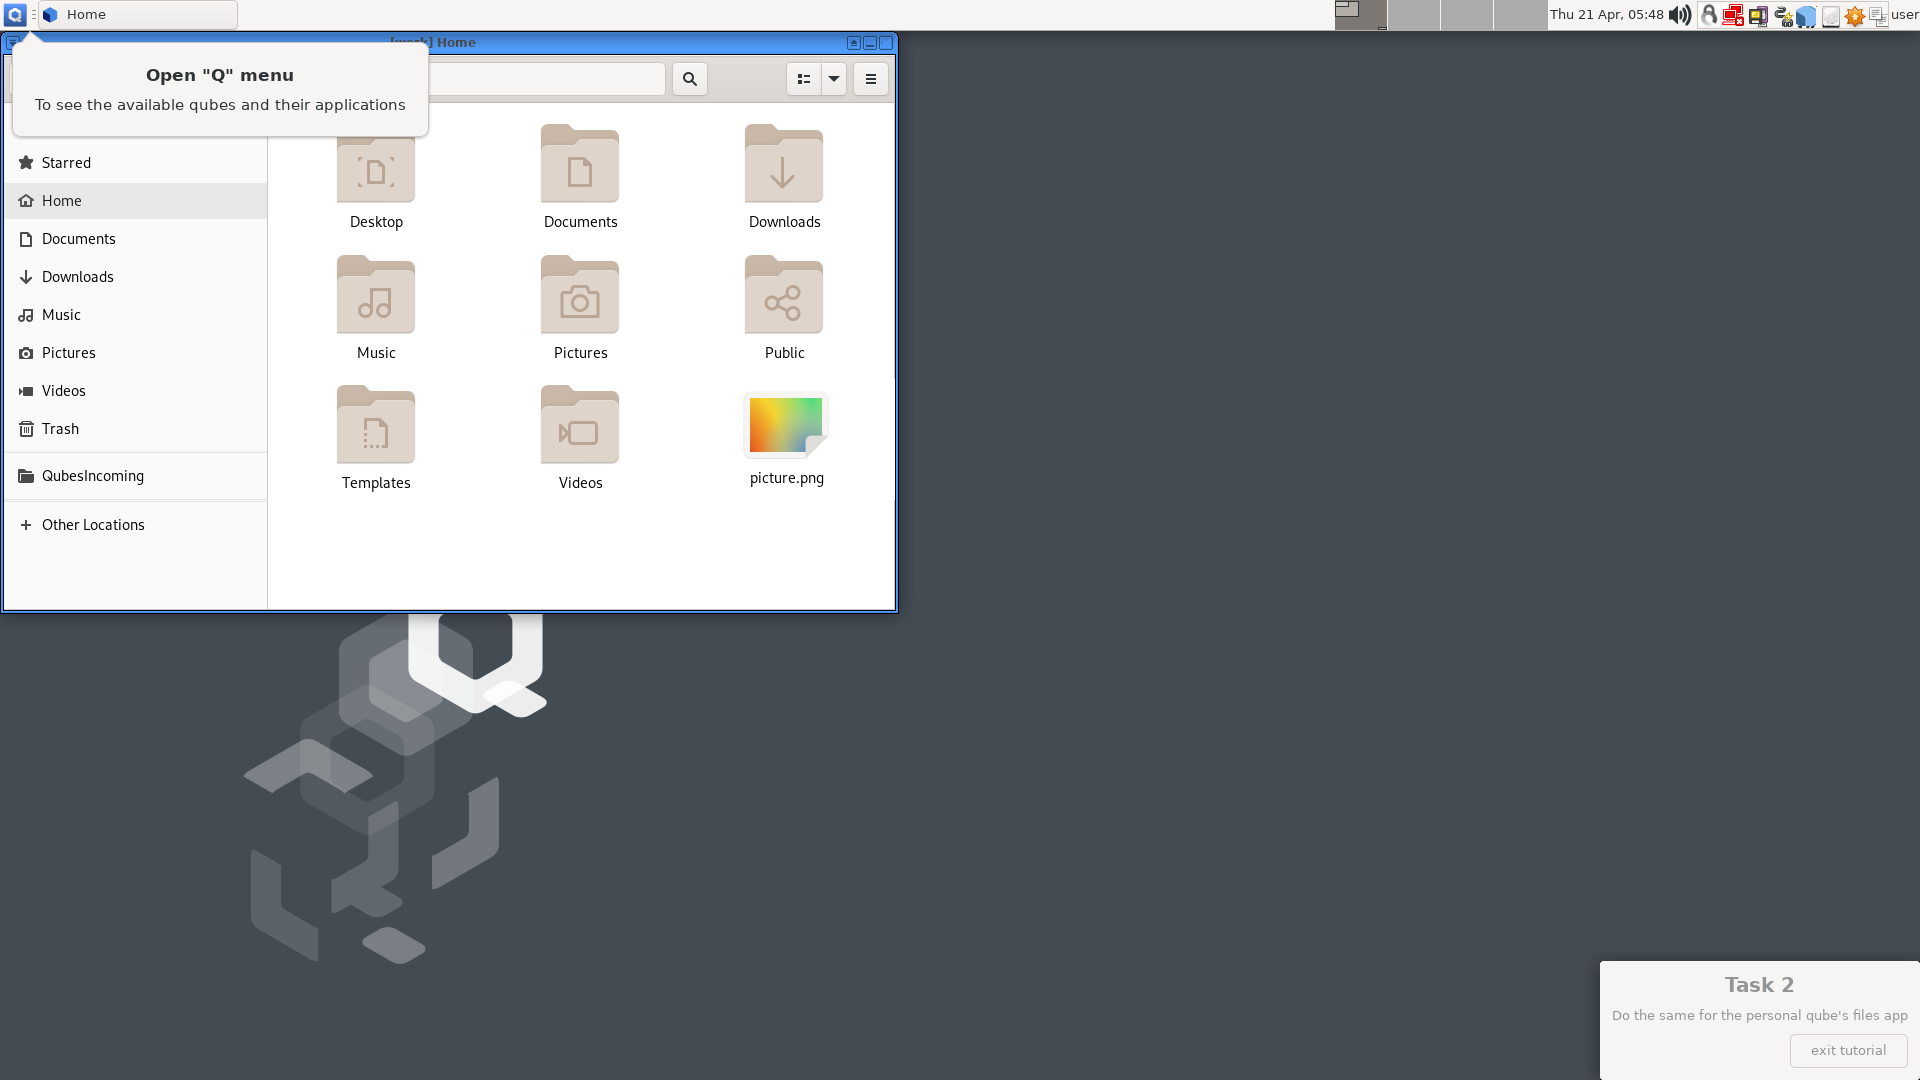 Home
Thu 21 Apr, 05:48
user
Home
Open "Q" menu
To see the available qubes and their applications
Starred
Home
Documents
Downloads
Music
Pictures
Videos
Trash
QubesIncoming
Other Locations
Desktop
Documents
Downloads
Music
Pictures
Public
Templates
Videos
picture.png
Task 2
Do the same for the personal qube's files app
exit tutorial